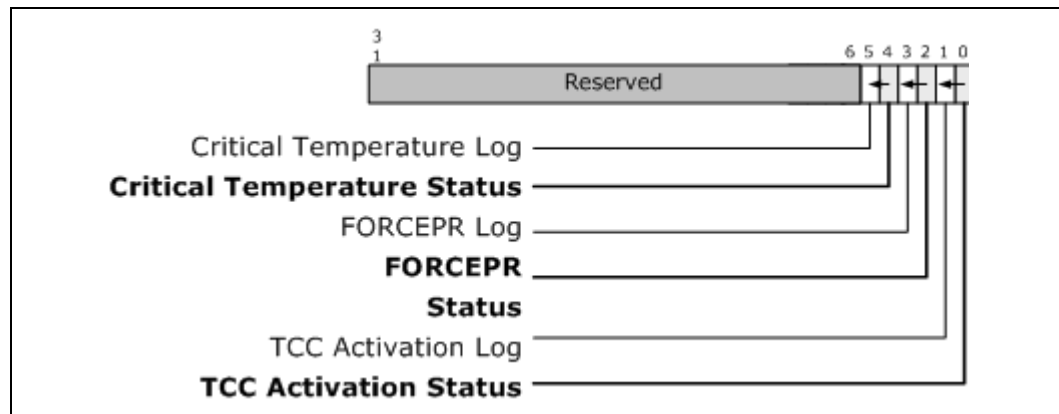 3
1
6 5 4 3 2 1 0
Reserved
Critical Temperature Log
Critical Temperature Status
FORCEPR Log
FORCEPR
Status
TCC Activation Log
TCC Activation Status